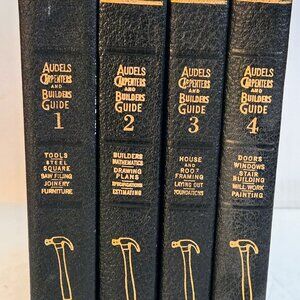 AUDELS
CARPENTERS
AND
BUILDERS
GUIDE
1
TOOLS
STEEL
SQUARE
SAW FILING
JOINERY
FURNITURE
AUDELS
CARPENTERS
AND
BUILDERS
GUIDE
2
BUILDERS
MATHEMATICS
DRAWING
PLANS
SPECIFICATIONS
ESTIMATING
AUDELS
CARPENTERS
AND
BUILDERS
GUIDE
3
HOUSE
AND
ROOF
FRAMING
LAYING OUT
FOUNDATIONS
AUDELS
CARPENTERS
AND
BUILDERS
GUIDE
4
DOORS
WINDOWS
STAIR
BUILDING
MILL WORK
PAINTING